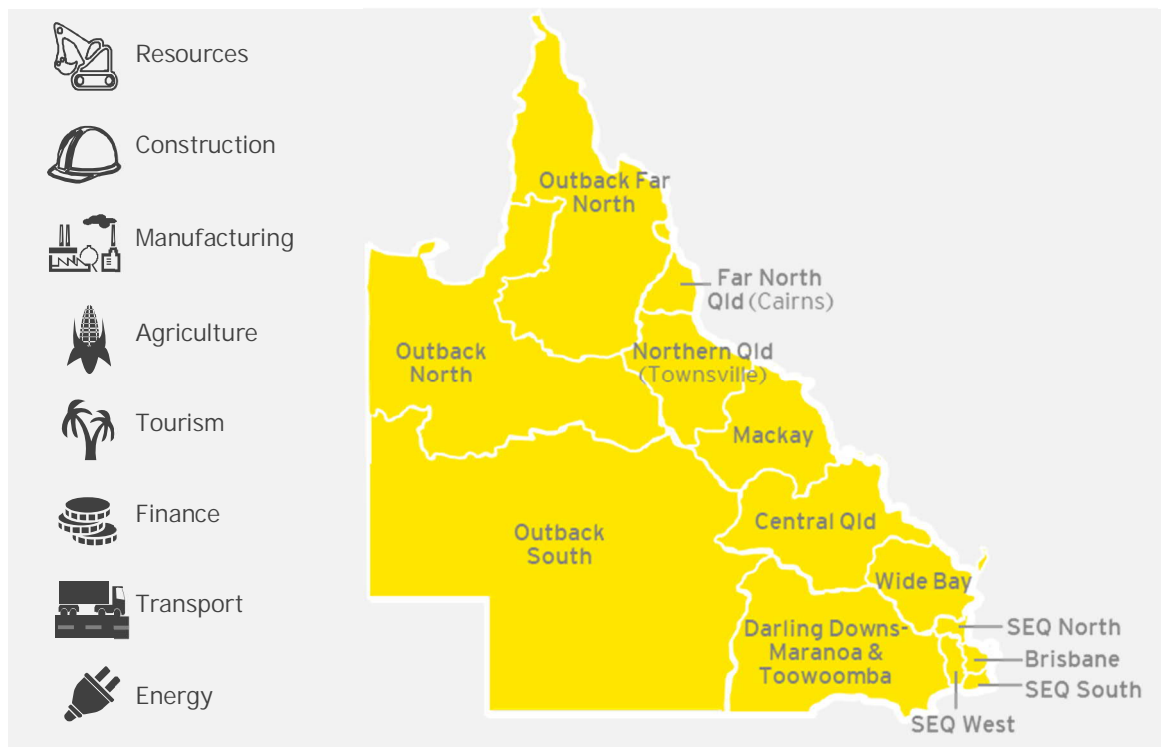 Resources
Construction
Manufacturing
Agriculture
Tourism
Finance
Transport
Energy
Outback Far
North
Far North
Qld (Cairns)
Outback
North
Northern Qld
(Townsville)
Mackay
Central Qld
Outback
South
Wide Bay
Darling Downs-
Maranoa &
Toowoomba
SEQ North
Brisbane
SEQ South
SEQ West